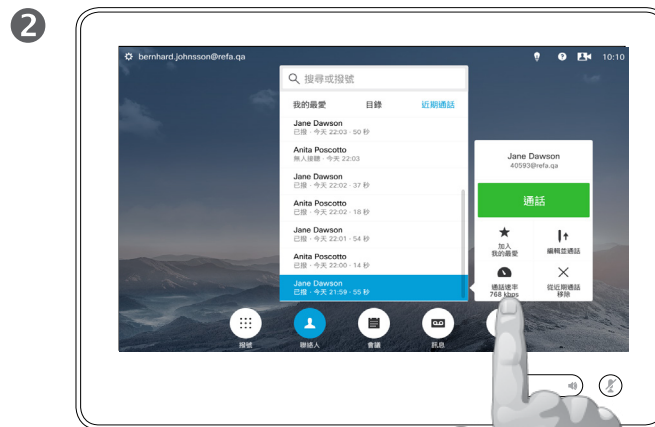 2
bernhard.johnsson@refa.qa
10:10
搜尋或撥號
我的最愛 目錄 近期通話
Jane Dawson
已撥 · 今天 22:03 · 50 秒
Anita Poscotto
無人接聽 · 今天 22:03
Jane Dawson
已撥 · 今天 22:02 · 37 秒
Anita Poscotto
已撥 · 今天 22:02 · 18 秒
Jane Dawson
已撥 · 今天 22:01 · 54 秒
Anita Poscotto
已撥 · 今天 22:00 · 14 秒
Jane Dawson
已撥 · 今天 21:59 · 55 秒
Jane Dawson
40593@refa.qa
通話
加入
我的最愛
編輯並通話
通話速率
768 kbps
從近期通話
移除
撥號 聯絡人 會議 訊息